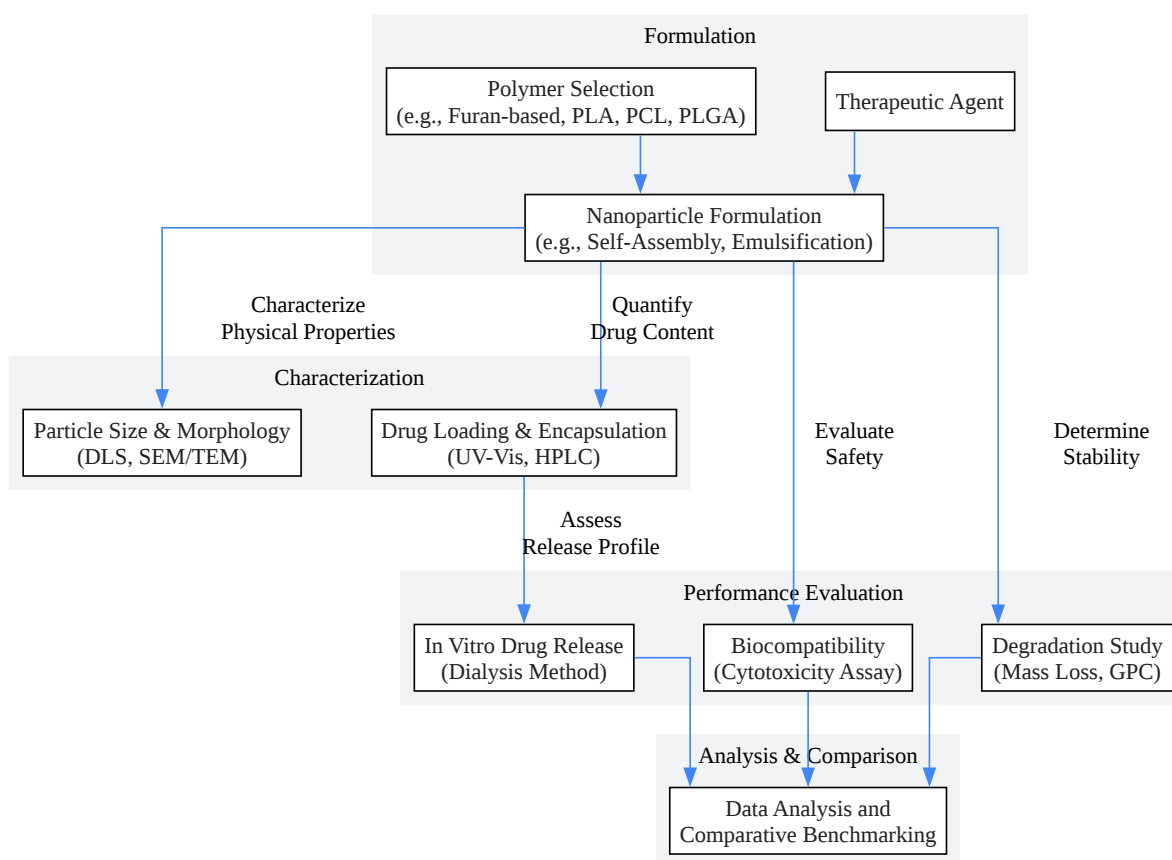 Formulation
Polymer Selection
(e.g., Furan-based, PLA, PCL, PLGA)
Therapeutic Agent
Nanoparticle Formulation
(e.g., Self-Assembly, Emulsification)
Characterize
Physical Properties
Quantify
Drug Content
Characterization
Particle Size & Morphology
(DLS, SEM/TEM)
Drug Loading & Encapsulation
(UV-Vis, HPLC)
Evaluate
Safety
Determine
Stability
Assess
Release Profile
Performance Evaluation
In Vitro Drug Release
(Dialysis Method)
Biocompatibility
(Cytotoxicity Assay)
Degradation Study
(Mass Loss, GPC)
Analysis & Comparison
Data Analysis and
Comparative Benchmarking